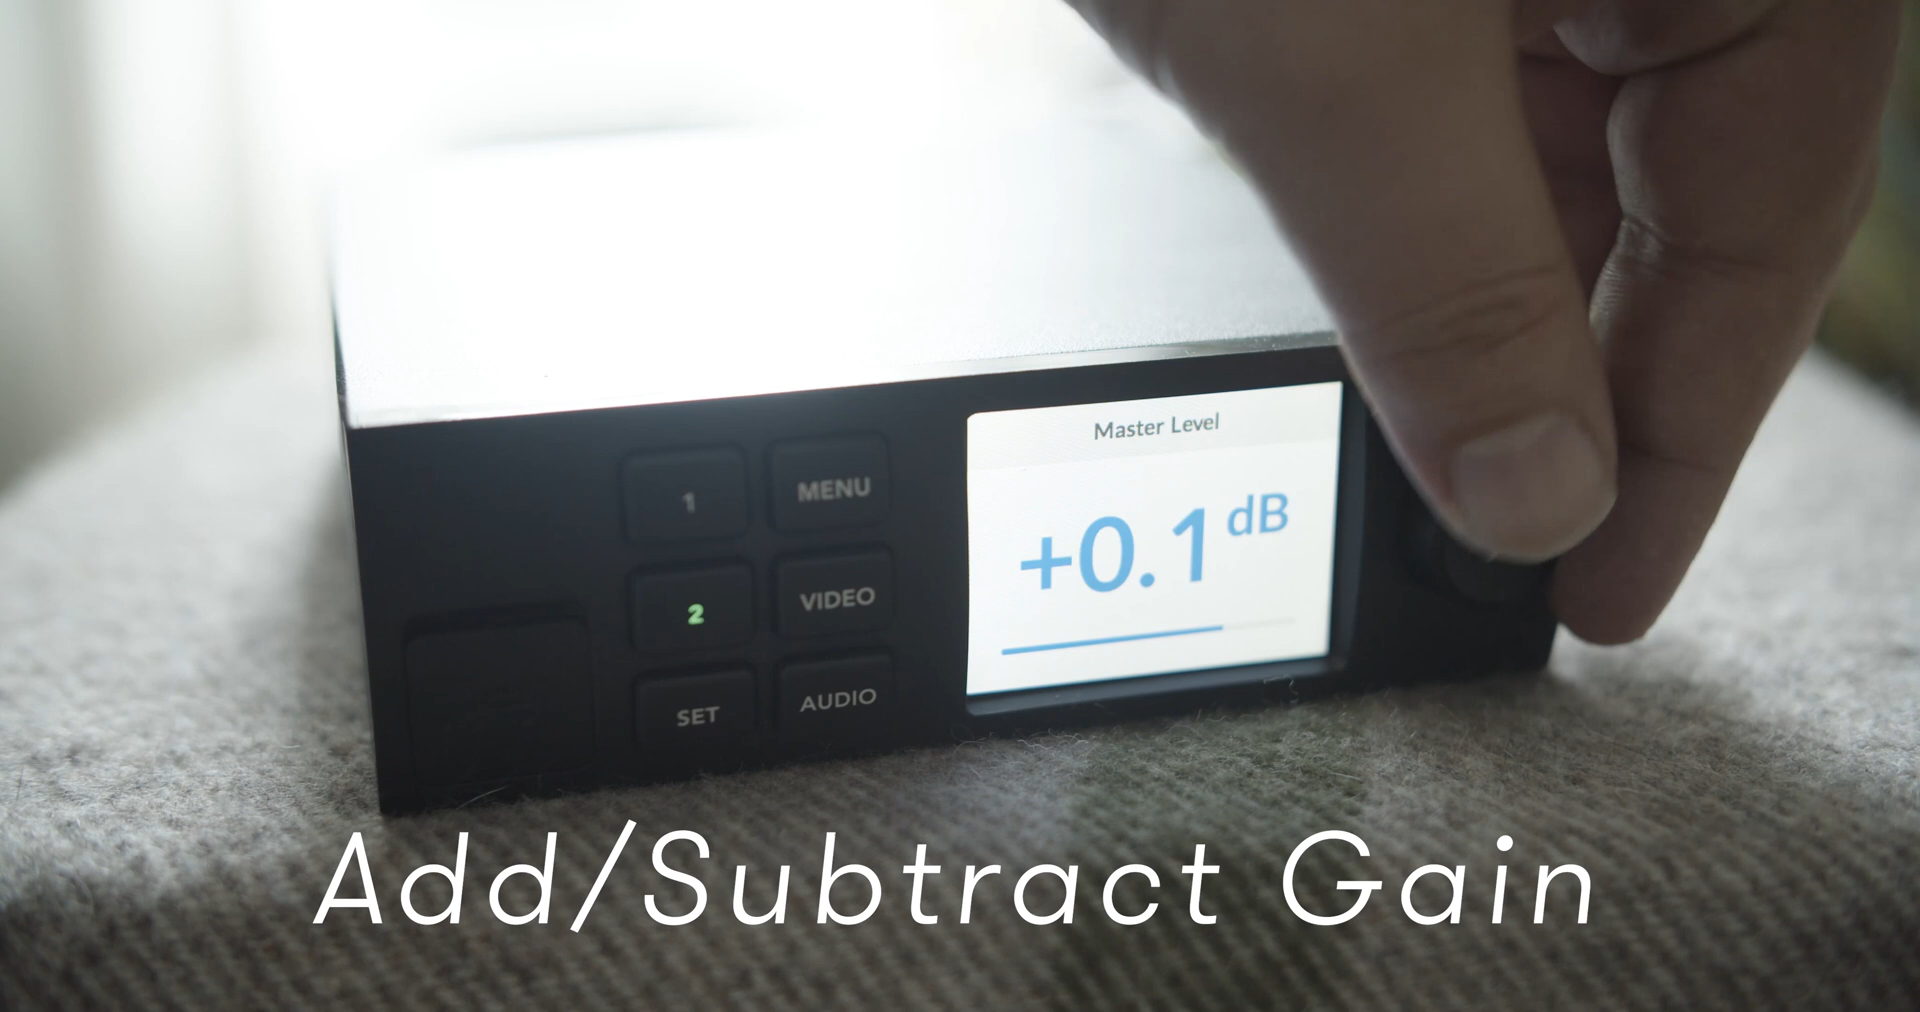 Master Level
+0.1 dB
1
MENU
2
VIDEO
SET
AUDIO
Add/Subtract Gain